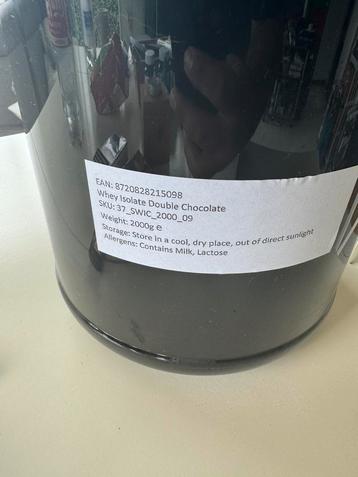 EAN: 8720828215098
Whey Isolate Double Chocolate
SKU: 37_SWIC_2000_09
Weight: 2000g ℮
Storage: Store in a cool, dry place, out of direct sunlight
Allergens: Contains Milk, Lactose